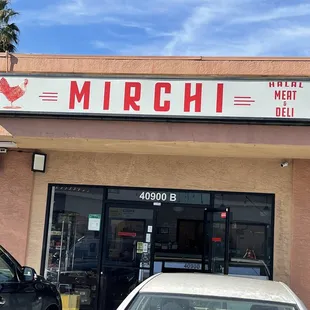 MIRCHI
HALAL
MEAT
&
DELI
40900 B